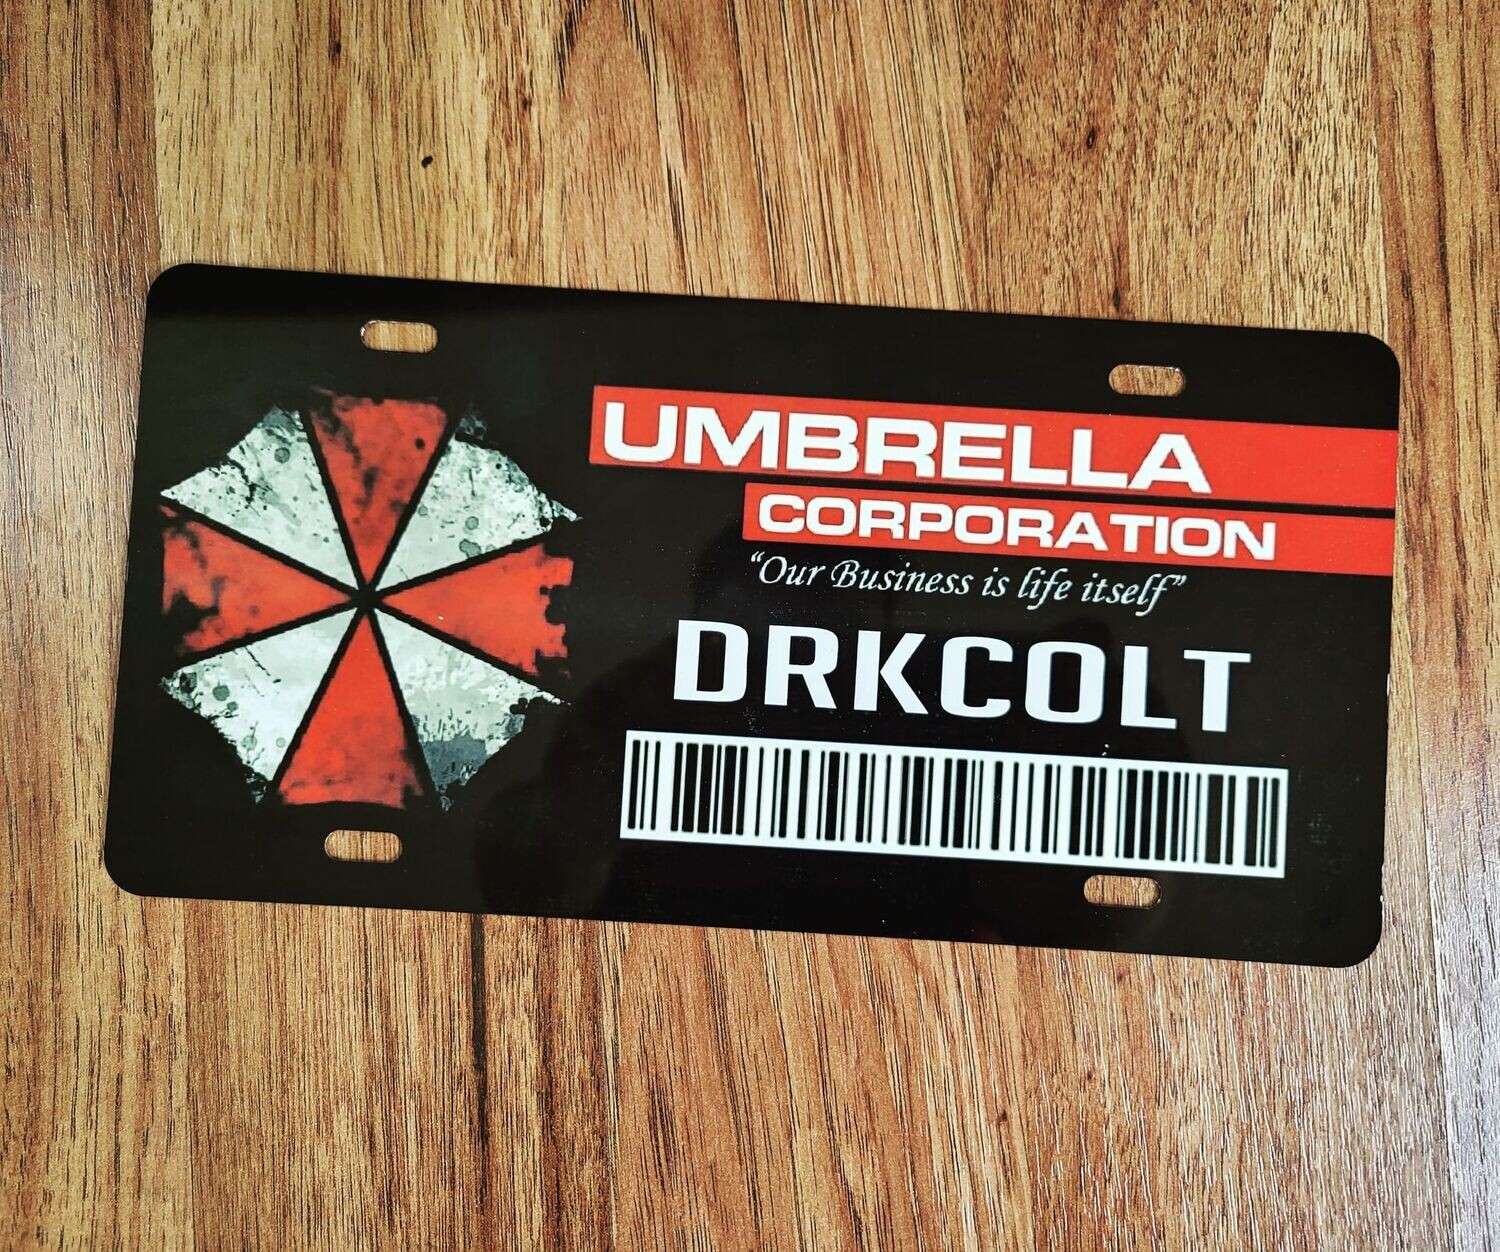 UMBRELLA
CORPORATION
“Our Business is life itself”
DRKCOLT